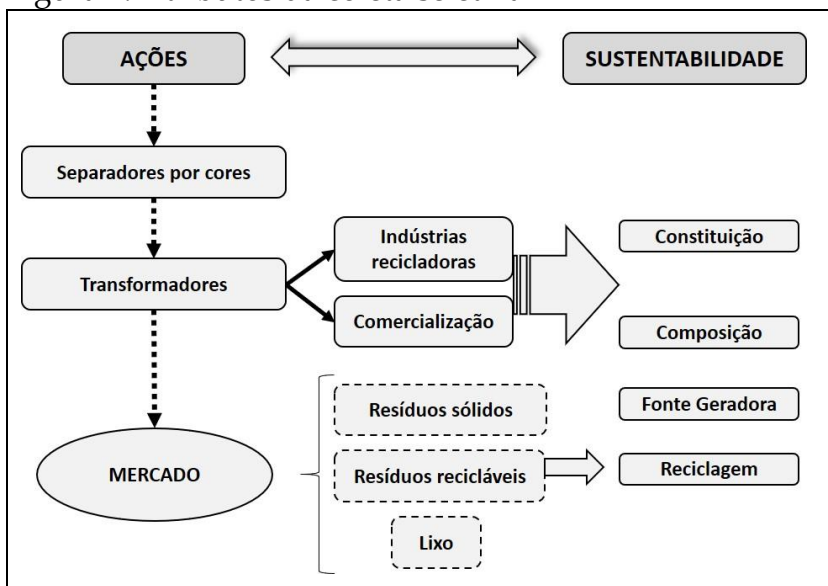 AÇÕES
SUSTENTABILIDADE
Separadores por cores
Transformadores
Indústrias
recicladoras
Comercialização
Constituição
Composição
MERCADO
Resíduos sólidos
Resíduos recicláveis
Lixo
Fonte Geradora
Reciclagem